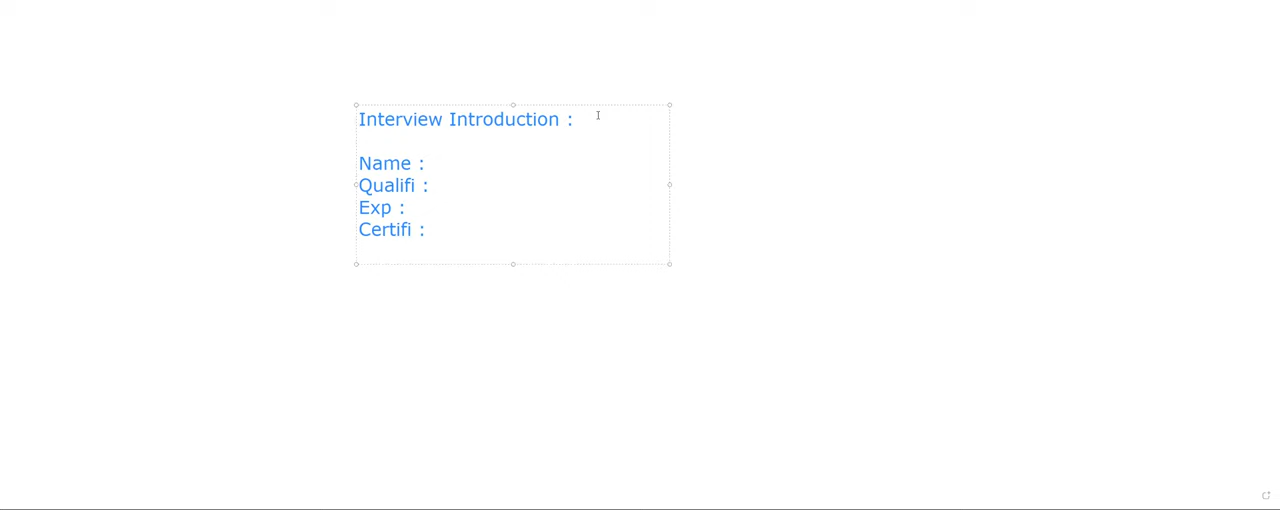 Interview Introduction :
Name :
Qualifi :
Exp :
Certifi :